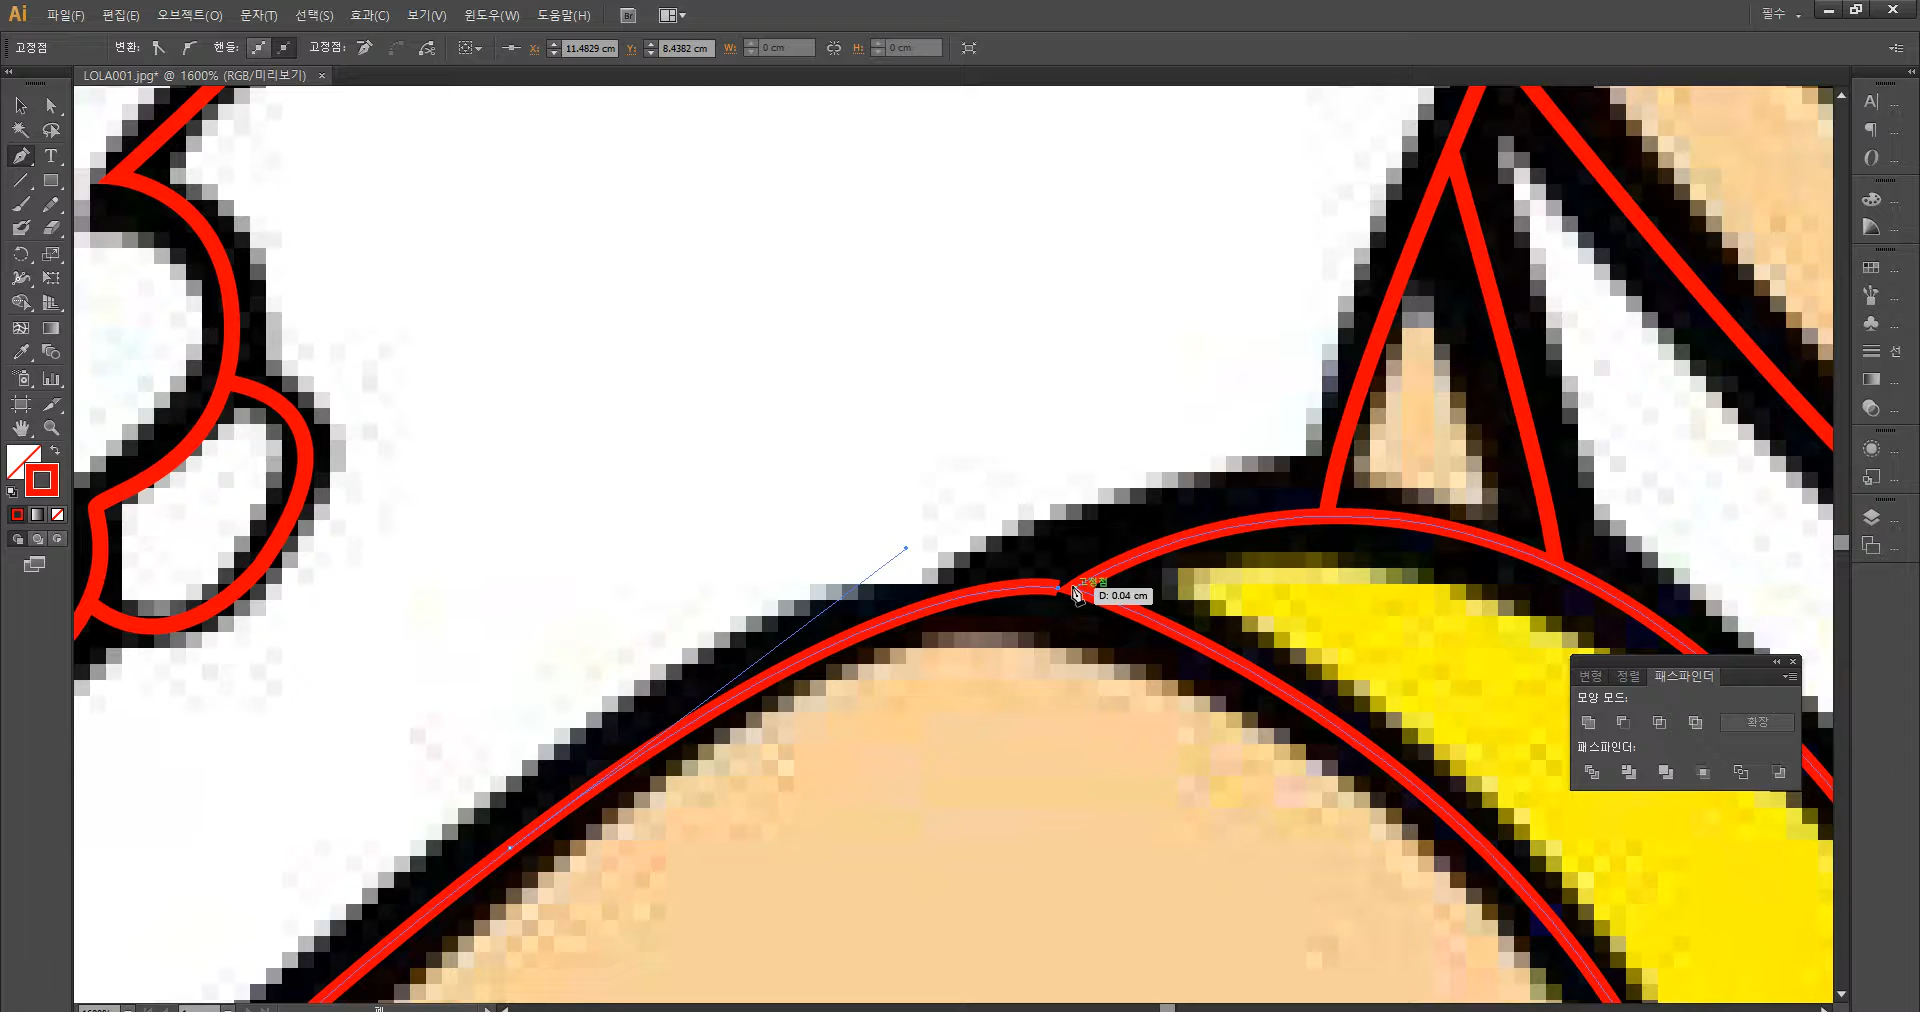 Ai 파일(F) 편집(E) 오브젝트(O) 문자(T) 선택(S) 효과(C) 보기(V) 윈도우(W) 도움말(H) Br 필수
고정점 변환: 핸들: 고정점: X: 11.4829 cm Y: 8.4382 cm W: 0 cm H: 0 cm
LOLA001.jpg* @ 1600% (RGB/미리보기) ×
선
고정점
D: 0.04 cm
변형 정렬 패스파인더
모양 모드:
확장
패스파인더: